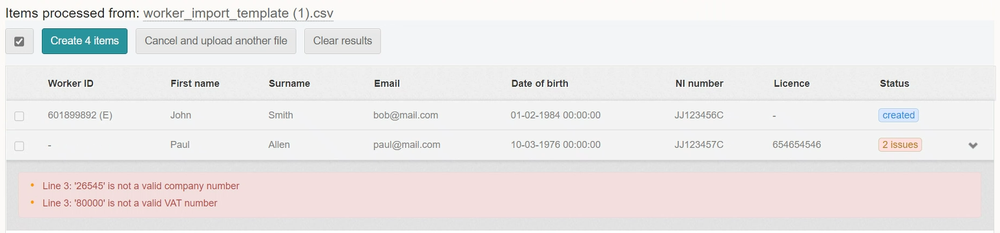 Items processed from: worker_import_template (1).csv
Create 4 items Cancel and upload another file Clear results
Worker ID First name Surname Email Date of birth NI number Licence Status
601899892 (E) John Smith bob@mail.com 01-02-1984 00:00:00 JJ123456C - created
- Paul Allen paul@mail.com 10-03-1976 00:00:00 JJ123457C 654654546 2 issues
• Line 3: '26545' is not a valid company number
• Line 3: '80000' is not a valid VAT number